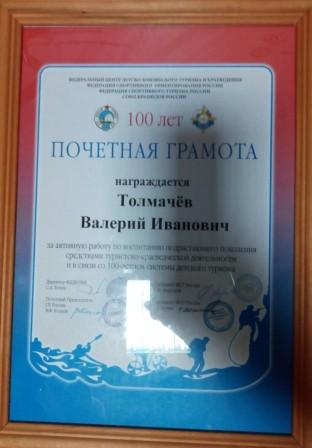 ФЕДЕРАЛЬНЫЙ ЦЕНТР ДЕТСКО-ЮНОШЕСКОГО ТУРИЗМА И КРАЕВЕДЕНИЯ
ФЕДЕРАЦИЯ СПОРТИВНОГО ОРИЕНТИРОВАНИЯ РОССИИ
ФЕДЕРАЦИЯ СПОРТИВНОГО ТУРИЗМА РОССИИ
СОЮЗ КРАЕВЕДОВ РОССИИ
100 лет
ПОЧЕТНАЯ ГРАМОТА
награждается
Толмачёв
Валерий Иванович
за активную работу по воспитанию подрастающего поколения
средствами туристско-краеведческой деятельности
и в связи со 100-летием системы детского туризма